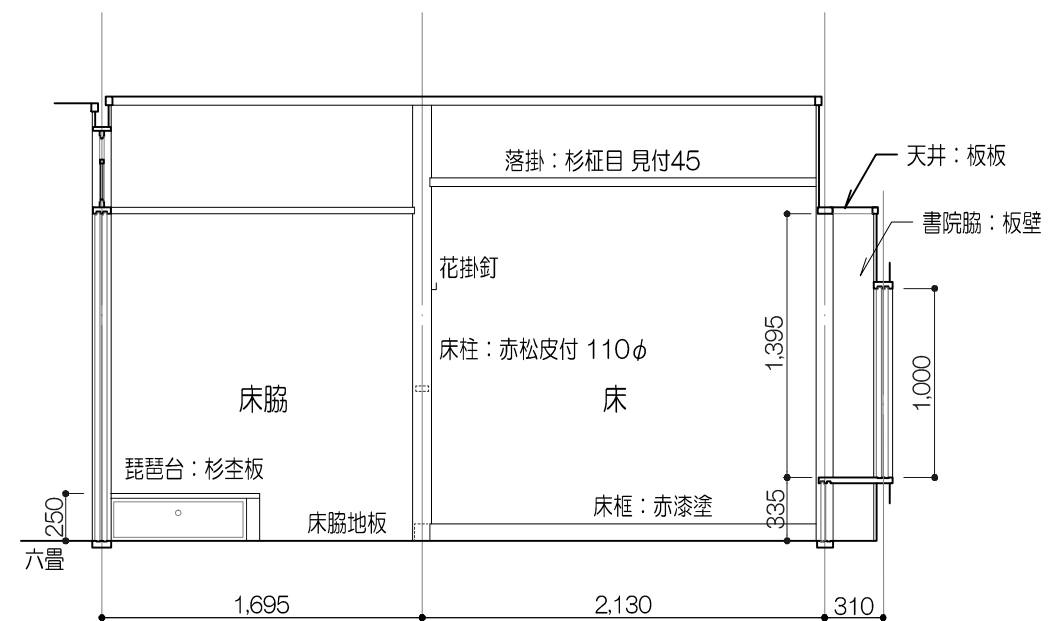 落掛：杉柾目 見付45
天井：板板
書院脇：板壁
花掛釘
1,395
床柱：赤松皮付 110φ
1,000
床脇
床
琵琶台：杉杢板
250
床脇地板
床框：赤漆塗
335
六畳
1,695
2,130
310